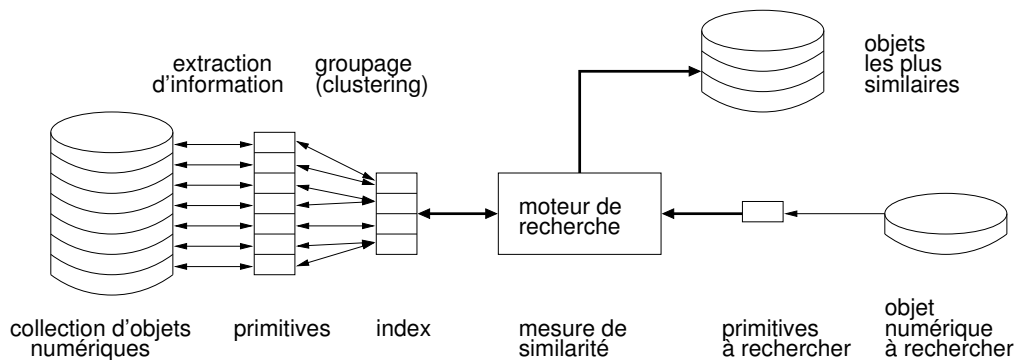 extraction
d'information
groupage
(clustering)
objets
les plus
similaires
moteur de
recherche
collection d'objets
numériques
primitives
index
mesure de
similarité
primitives
à rechercher
objet
numérique
à rechercher